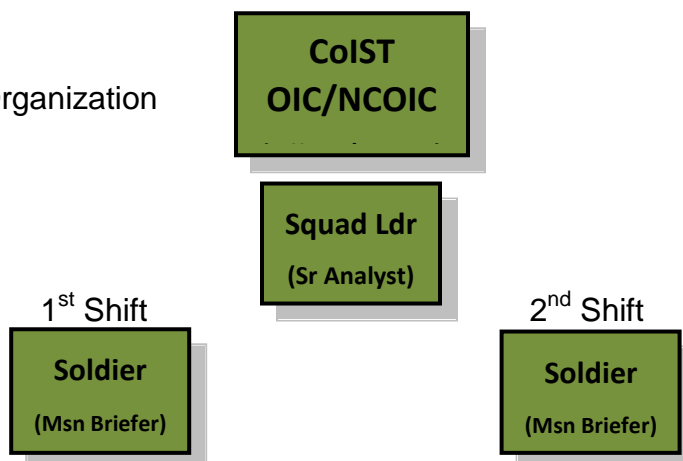 CoIST
OIC/NCOIC
rganization
Squad Ldr
(Sr Analyst)
1st Shift
2nd Shift
Soldier
(Msn Briefer)
Soldier
(Msn Briefer)